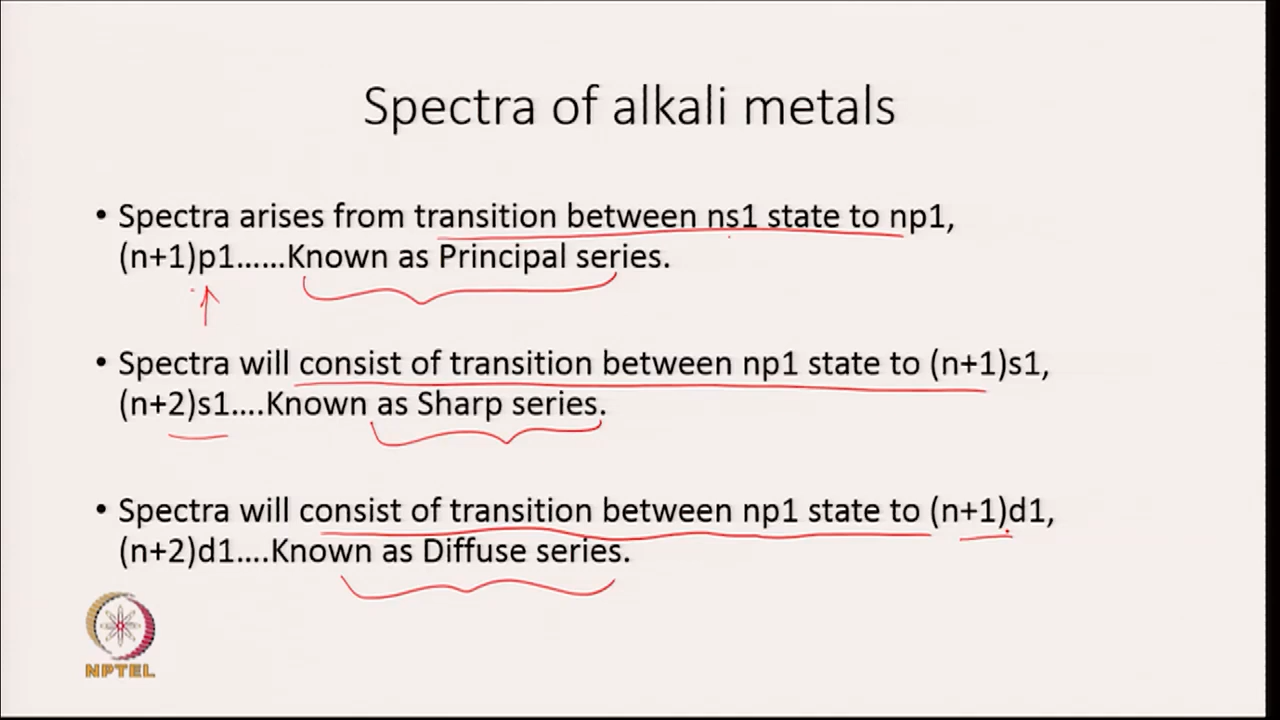 Spectra of alkali metals
• Spectra arises from transition between ns1 state to np1,
(n+1)p1......Known as Principal series.
• Spectra will consist of transition between np1 state to (n+1)s1,
(n+2)s1....Known as Sharp series.
• Spectra will consist of transition between np1 state to (n+1)d1,
(n+2)d1....Known as Diffuse series.
NPTEL